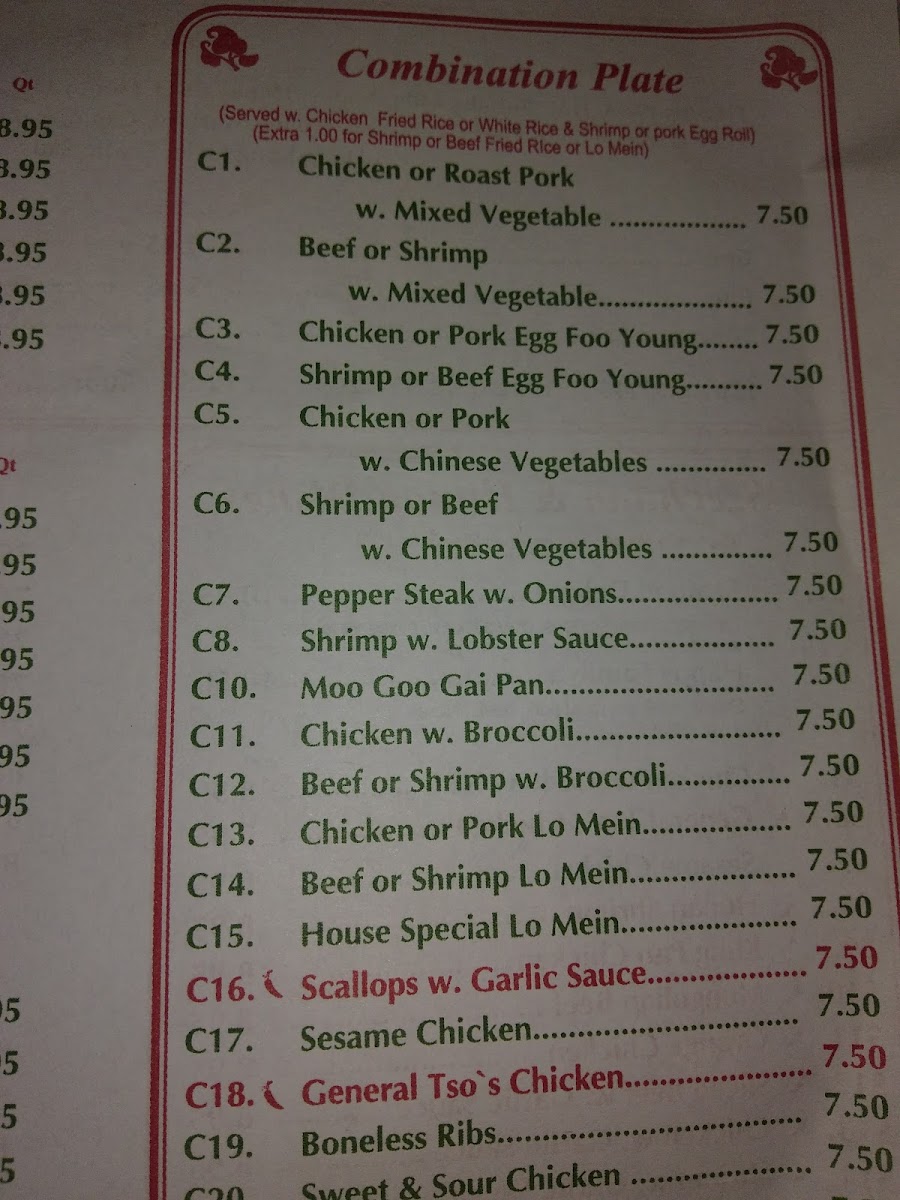 Qt
8.95
8.95
8.95
8.95
.95
.95
Qt
.95
95
95
95
95
95
95
95
5
5
5
Combination Plate
(Served w. Chicken Fried Rice or White Rice & Shrimp or pork Egg Roll)
(Extra 1.00 for Shrimp or Beef Fried RIce or Lo Mein)
C1. Chicken or Roast Pork
w. Mixed Vegetable ................. 7.50
C2. Beef or Shrimp
w. Mixed Vegetable................... 7.50
C3. Chicken or Pork Egg Foo Young........ 7.50
C4. Shrimp or Beef Egg Foo Young.......... 7.50
C5. Chicken or Pork
w. Chinese Vegetables .............. 7.50
C6. Shrimp or Beef
w. Chinese Vegetables .............. 7.50
C7. Pepper Steak w. Onions.................... 7.50
C8. Shrimp w. Lobster Sauce.................. 7.50
C10. Moo Goo Gai Pan............................ 7.50
C11. Chicken w. Broccoli......................... 7.50
C12. Beef or Shrimp w. Broccoli............... 7.50
C13. Chicken or Pork Lo Mein.................. 7.50
C14. Beef or Shrimp Lo Mein.................... 7.50
C15. House Special Lo Mein..................... 7.50
C16. Scallops w. Garlic Sauce................... 7.50
C17. Sesame Chicken................................ 7.50
C18. General Tso`s Chicken...................... 7.50
C19. Boneless Ribs.................................... 7.50
C20 Sweet & Sour Chicken ...................... 7.50